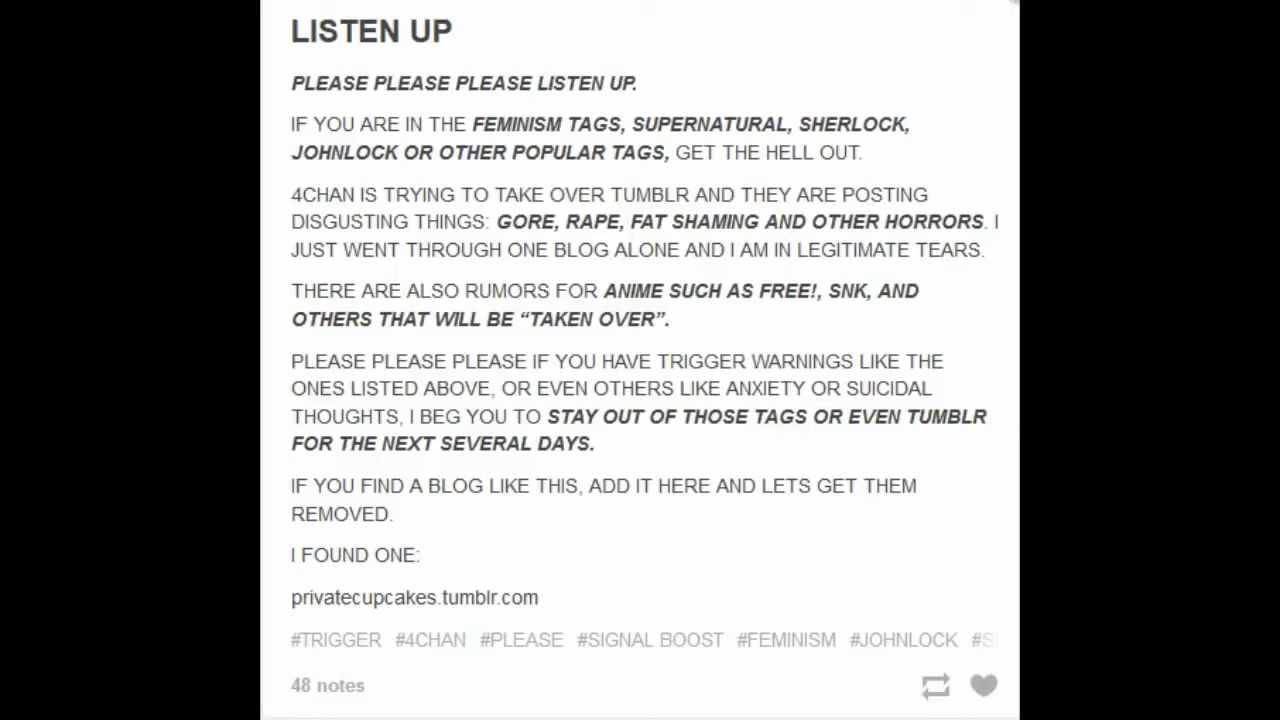 LISTEN UP
PLEASE PLEASE PLEASE LISTEN UP.
IF YOU ARE IN THE FEMINISM TAGS, SUPERNATURAL, SHERLOCK,
JOHNLOCK OR OTHER POPULAR TAGS, GET THE HELL OUT.
4CHAN IS TRYING TO TAKE OVER TUMBLR AND THEY ARE POSTING
DISGUSTING THINGS: GORE, RAPE, FAT SHAMING AND OTHER HORRORS. I
JUST WENT THROUGH ONE BLOG ALONE AND I AM IN LEGITIMATE TEARS.
THERE ARE ALSO RUMORS FOR ANIME SUCH AS FREE!, SNK, AND
OTHERS THAT WILL BE “TAKEN OVER”.
PLEASE PLEASE PLEASE IF YOU HAVE TRIGGER WARNINGS LIKE THE
ONES LISTED ABOVE, OR EVEN OTHERS LIKE ANXIETY OR SUICIDAL
THOUGHTS, I BEG YOU TO STAY OUT OF THOSE TAGS OR EVEN TUMBLR
FOR THE NEXT SEVERAL DAYS.
IF YOU FIND A BLOG LIKE THIS, ADD IT HERE AND LETS GET THEM
REMOVED.
I FOUND ONE:
privatecupcakes.tumblr.com
#TRIGGER #4CHAN #PLEASE #SIGNAL BOOST #FEMINISM #JOHNLOCK
48 notes